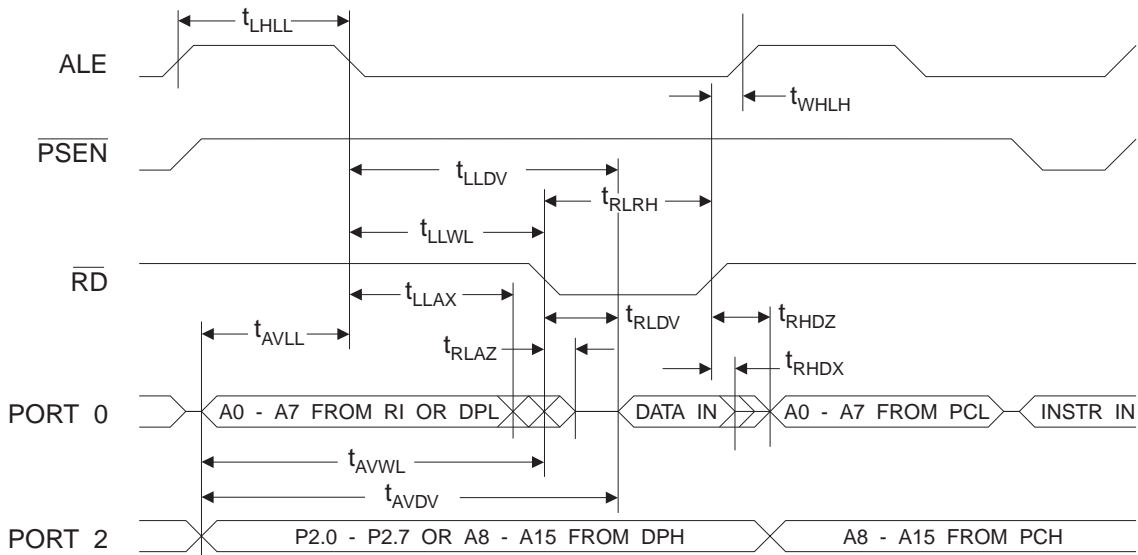 tLHLL
ALE
tWHLH
PSEN
tLLDV
tRLRH
tLLWL
RD
tLLAX
tRLDV
tRHDZ
tAVLL
tRLAZ
tRHDX
PORT 0
A0 - A7 FROM RI OR DPL
DATA IN
A0 - A7 FROM PCL
INSTR IN
tAVWL
tAVDV
PORT 2
P2.0 - P2.7 OR A8 - A15 FROM DPH
A8 - A15 FROM PCH